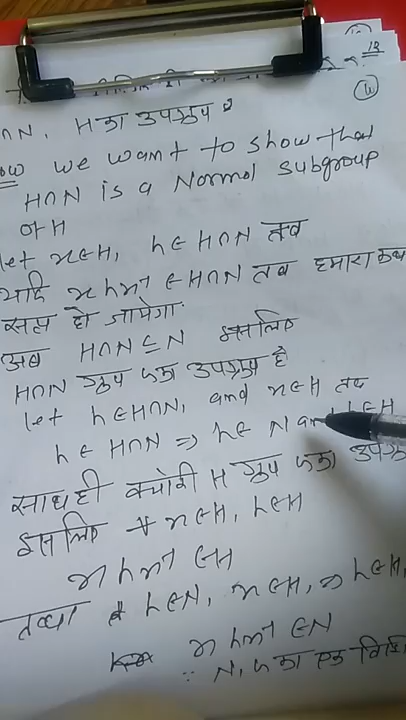 ∩N, H का उपग्रुप है
Now we want to show that
H∩N is a Normal subgroup
of H
let x∈H, h∈H∩N तब
यदि xhx⁻¹∈H∩N तब हमारा कथ
सत्य हो जायेगा
अब H∩N⊆N इसलिए
H∩N ग्रुप का उपग्रुप है
let h∈H∩N, and x∈H तब
h∈H∩N ⇒ h∈N and h∈H
साथ ही क्योंकि H ग्रुप का उपग्रु
इसलिए ∀ x∈H, h∈H
xhx⁻¹∈H
तथा h∈N, x∈H, ⇒ h∈H,
xhx⁻¹∈N
∵ N, का एक विशि